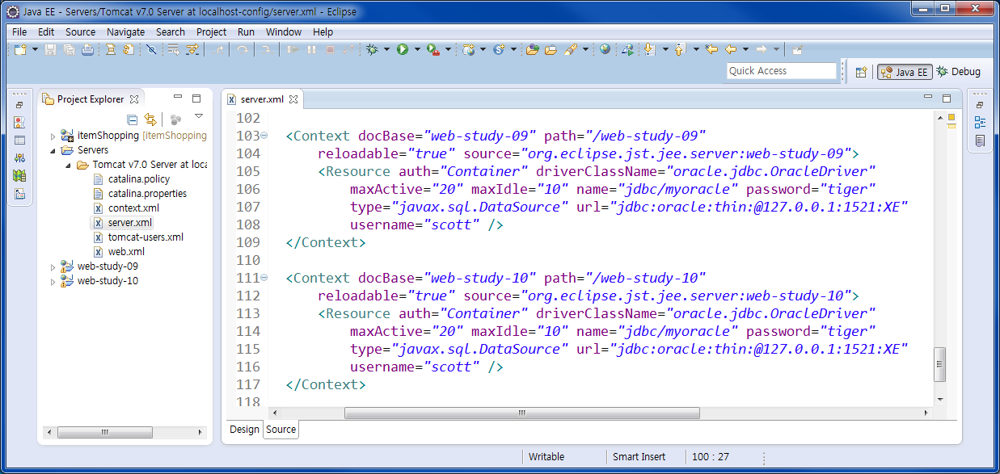 Java EE - Servers/Tomcat v7.0 Server at localhost-config/server.xml - Eclipse
File Edit Source Navigate Search Project Run Window Help
Quick Access
Java EE
Debug
Project Explorer
itemShopping [itemShopping
Servers
Tomcat v7.0 Server at loca
catalina.policy
catalina.properties
context.xml
server.xml
tomcat-users.xml
web.xml
web-study-09
web-study-10
server.xml
102
103 <Context docBase="web-study-09" path="/web-study-09"
104 reloadable="true" source="org.eclipse.jst.jee.server:web-study-09">
105 <Resource auth="Container" driverClassName="oracle.jdbc.OracleDriver"
106 maxActive="20" maxIdle="10" name="jdbc/myoracle" password="tiger"
107 type="javax.sql.DataSource" url="jdbc:oracle:thin:@127.0.0.1:1521:XE"
108 username="scott" />
109 </Context>
110
111 <Context docBase="web-study-10" path="/web-study-10"
112 reloadable="true" source="org.eclipse.jst.jee.server:web-study-10">
113 <Resource auth="Container" driverClassName="oracle.jdbc.OracleDriver"
114 maxActive="20" maxIdle="10" name="jdbc/myoracle" password="tiger"
115 type="javax.sql.DataSource" url="jdbc:oracle:thin:@127.0.0.1:1521:XE"
116 username="scott" />
117 </Context>
118
Design Source
Writable Smart Insert 100 : 27